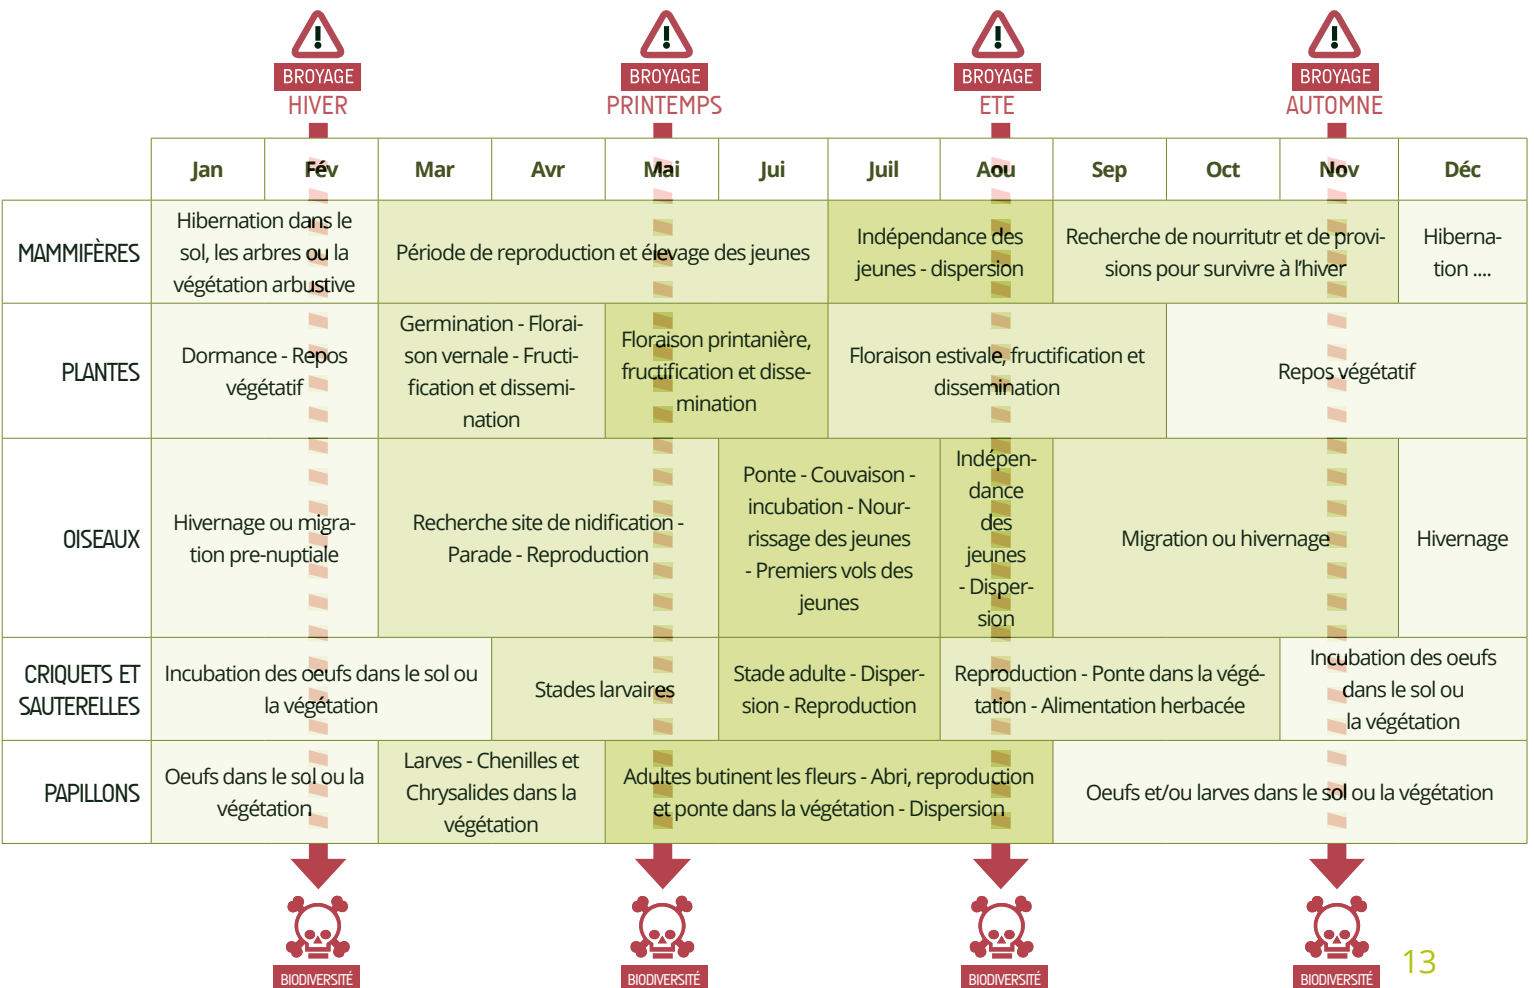 BROYAGE
HIVER
BROYAGE
PRINTEMPS
BROYAGE
ETE
BROYAGE
AUTOMNE
Jan Fév Mar Avr Mai Jui Juil Aou Sep Oct Nov Déc
MAMMIFÈRES
Hibernation dans le
sol, les arbres ou la
végétation arbustive
Période de reproduction et élevage des jeunes
Indépendance des
jeunes - dispersion
Recherche de nourritutr et de provi-
sions pour survivre à l'hiver
Hiberna-
tion ....
PLANTES
Dormance - Repos
végétatif
Germination - Florai-
son vernale - Fructi-
fication et dissemi-
nation
Floraison printanière,
fructification et disse-
mination
Floraison estivale, fructification et
dissemination
Repos végétatif
OISEAUX
Hivernage ou migra-
tion pre-nuptiale
Recherche site de nidification -
Parade - Reproduction
Ponte - Couvaison -
incubation - Nour-
rissage des jeunes
- Premiers vols des
jeunes
Indépen-
dance
des
jeunes
- Disper-
sion
Migration ou hivernage
Hivernage
CRIQUETS ET
SAUTERELLES
Incubation des oeufs dans le sol ou
la végétation
Stades larvaires
Stade adulte - Disper-
sion - Reproduction
Reproduction - Ponte dans la végé-
tation - Alimentation herbacée
Incubation des oeufs
dans le sol ou
la végétation
PAPILLONS
Oeufs dans le sol ou la
végétation
Larves - Chenilles et
Chrysalides dans la
végétation
Adultes butinent les fleurs - Abri, reproduction
et ponte dans la végétation - Dispersion
Oeufs et/ou larves dans le sol ou la végétation
BIODIVERSITÉ
BIODIVERSITÉ
BIODIVERSITÉ
BIODIVERSITÉ
13